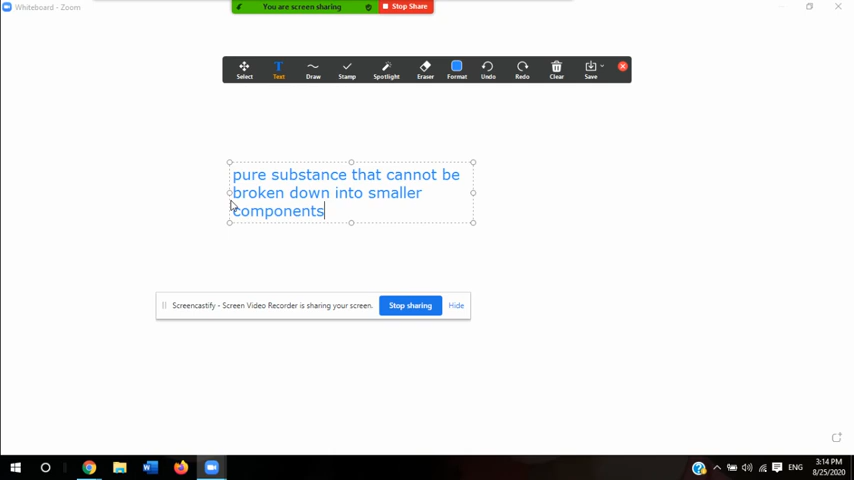 Whiteboard - Zoom
You are screen sharing
Stop Share
Select
Text
Draw
Stamp
Spotlight
Eraser
Format
Undo
Redo
Clear
Save
pure substance that cannot be
broken down into smaller
components
Screencastify - Screen Video Recorder is sharing your screen.
Stop sharing
Hide
ENG
3:14 PM
8/25/2020